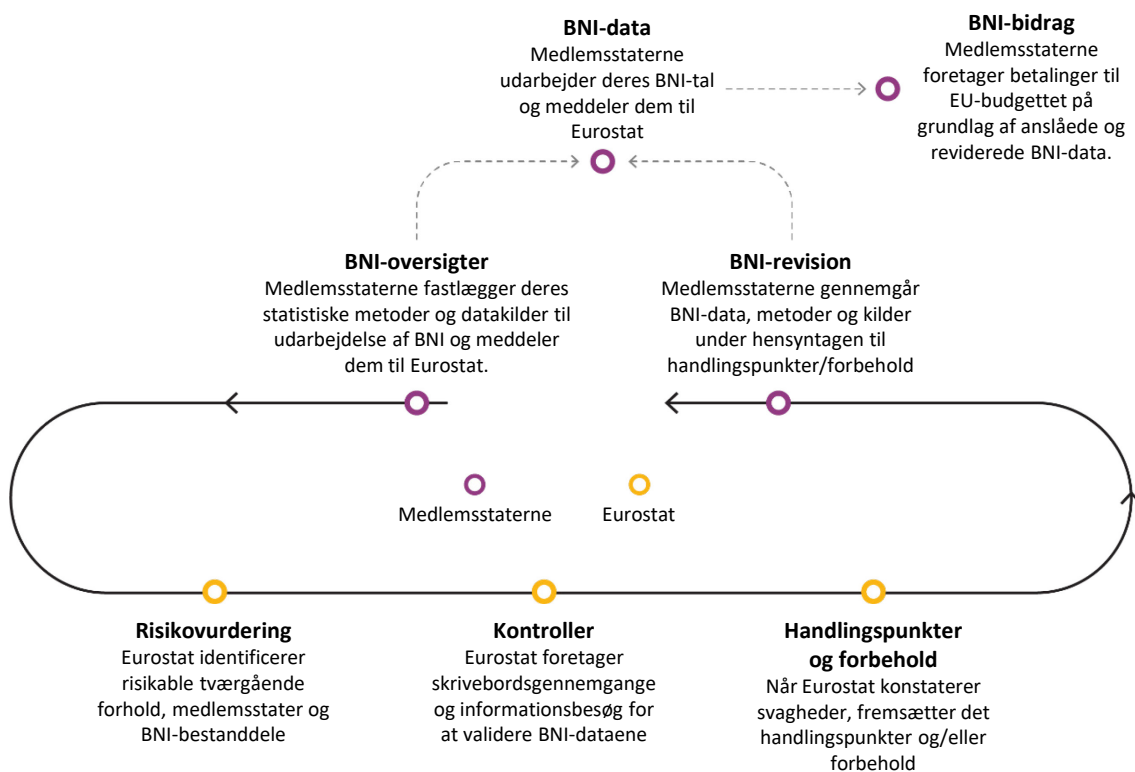 BNI-data
Medlemsstaterne
udarbejder deres BNI-tal
og meddeler dem til
Eurostat
BNI-bidrag
Medlemsstaterne
foretager betalinger til
EU-budgettet på
grundlag af anslåede og
reviderede BNI-data.
BNI-oversigter
Medlemsstaterne fastlægger deres
statistiske metoder og datakilder til
udarbejdelse af BNI og meddeler
dem til Eurostat.
BNI-revision
Medlemsstaterne gennemgår
BNI-data, metoder og kilder
under hensyntagen til
handlingspunkter/forbehold
Medlemsstaterne
Eurostat
Risikovurdering
Eurostat identificerer
risikable tværgående
forhold, medlemsstater og
BNI-bestanddele
Kontroller
Eurostat foretager
skrivebordsgennemgange
og informationsbesøg for
at validere BNI-dataene
Handlingspunkter
og forbehold
Når Eurostat konstaterer
svagheder, fremsætter det
handlingspunkter og/eller
forbehold